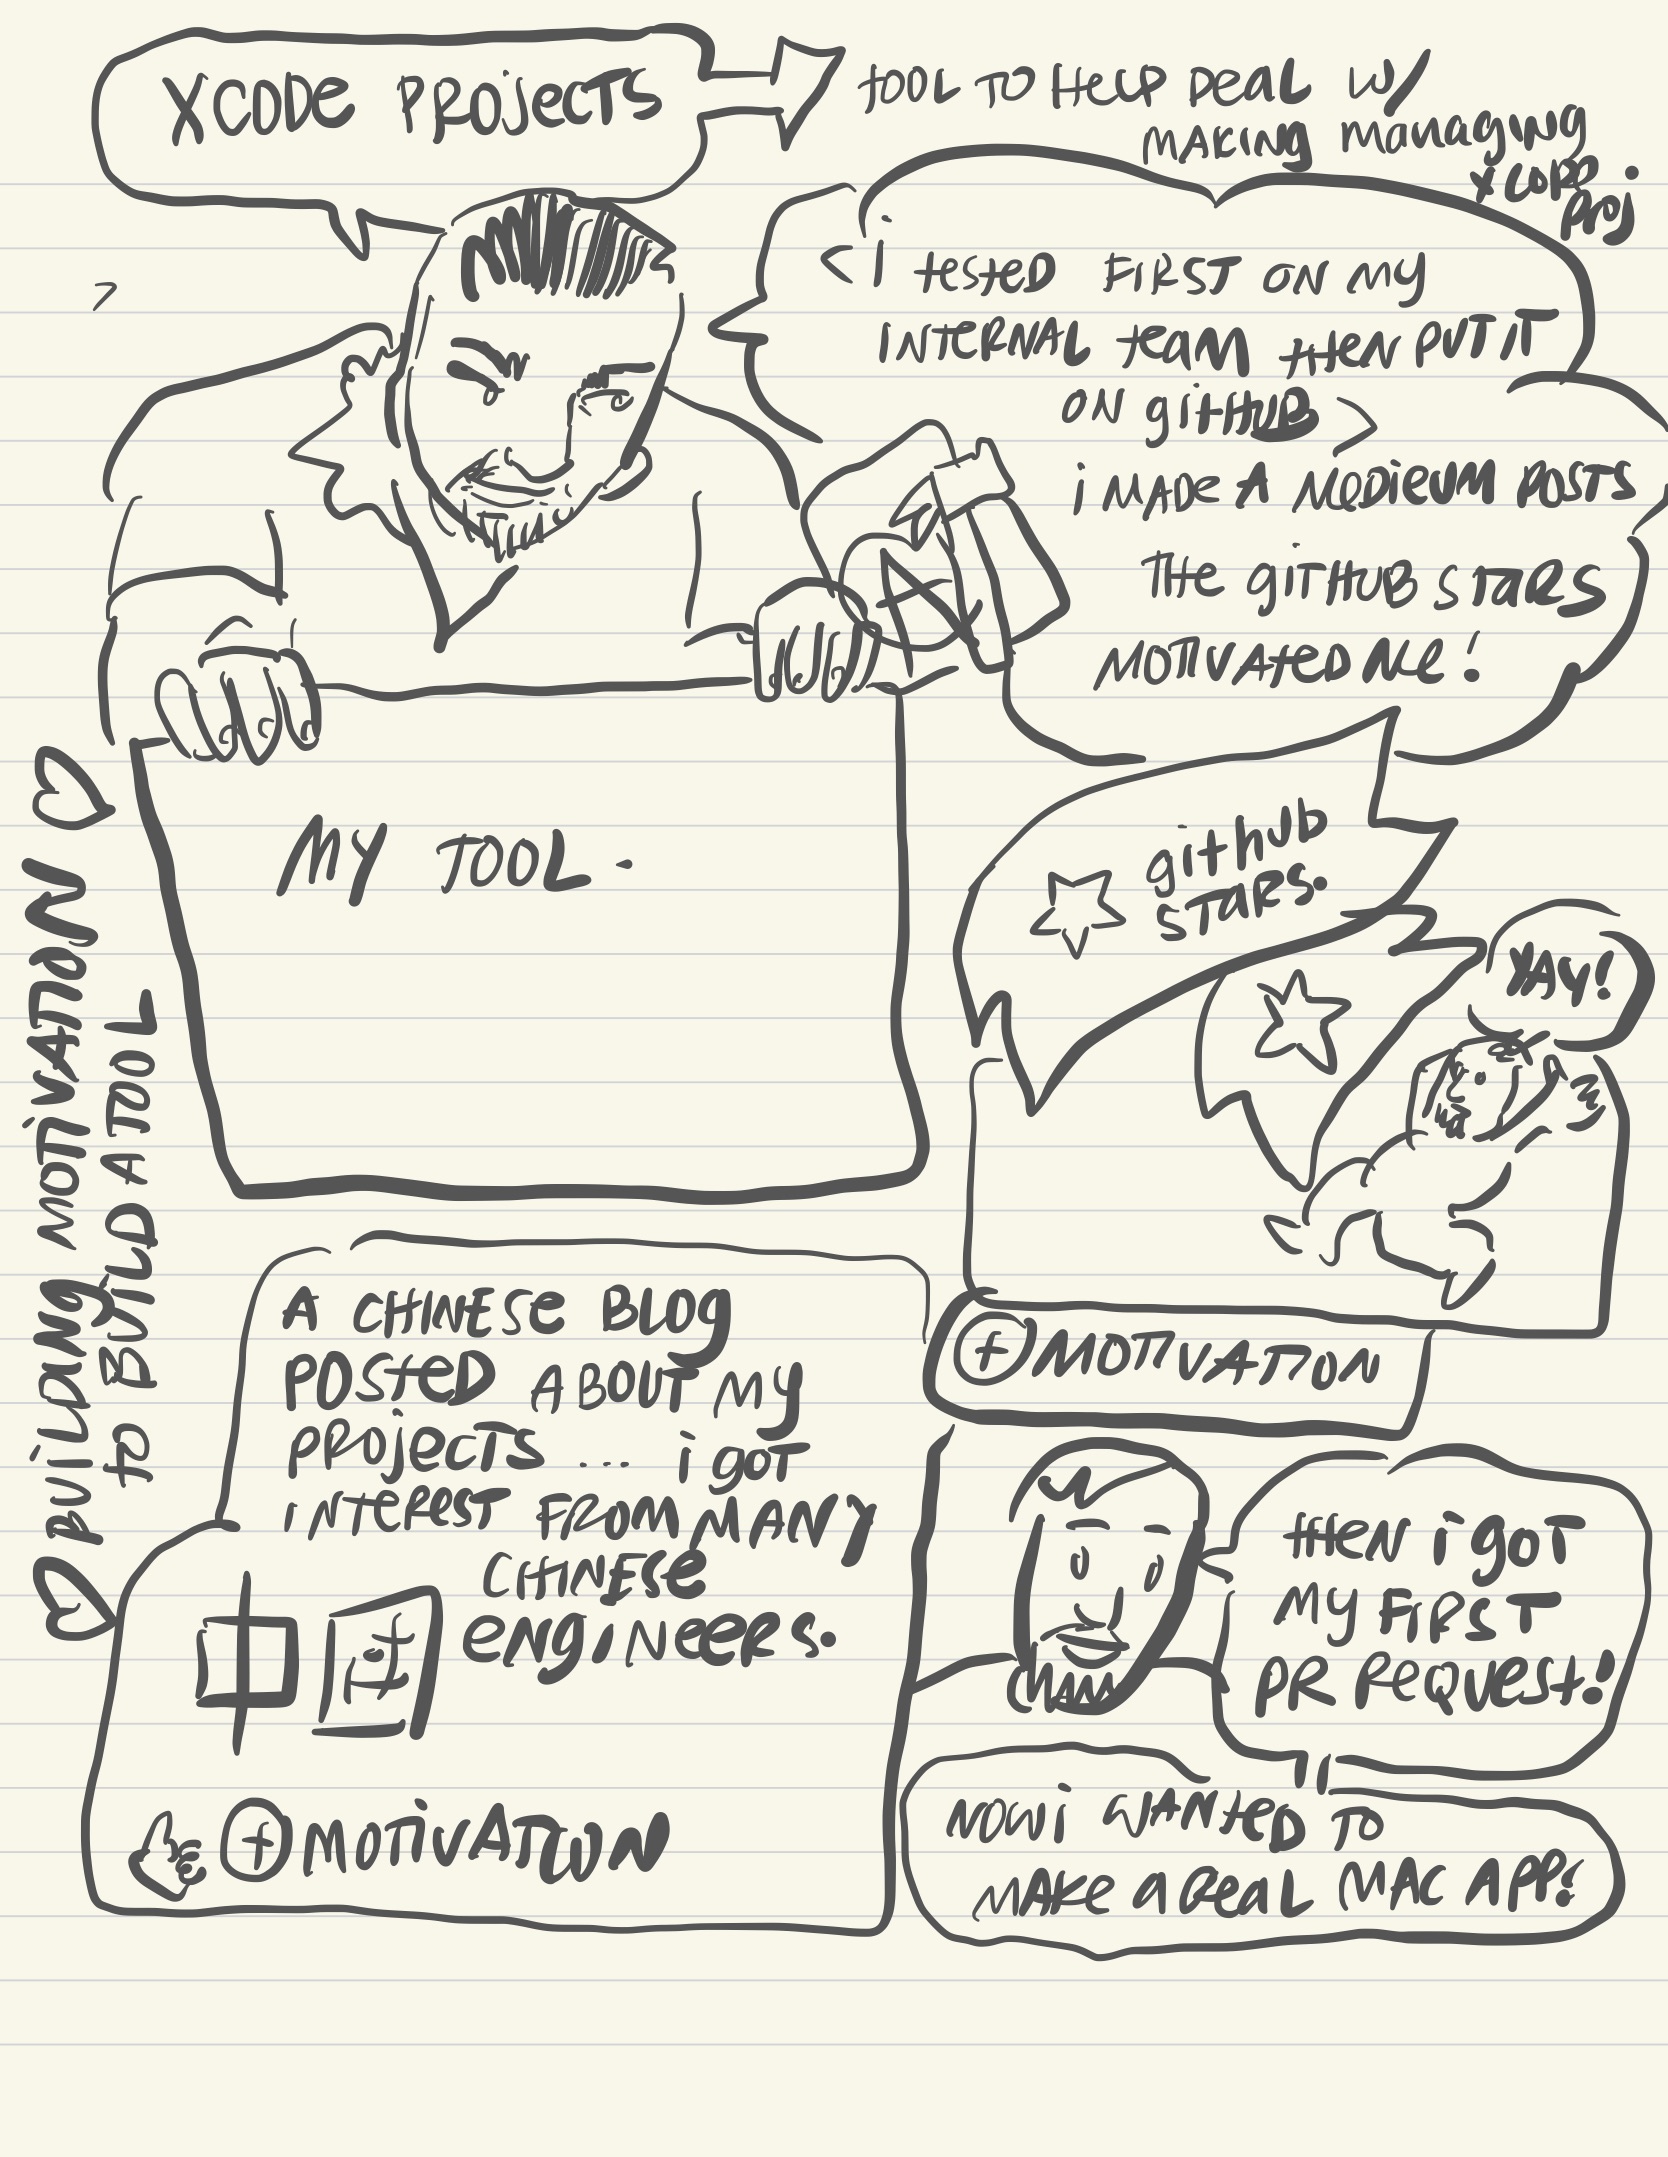 XCODE PROJECTS
TOOL TO HELP DEAL W/
MAKING managing
XCODE
PROJ
i tested FIRST ON MY
INTERNAL team then PUT IT
ON gitHUB
i MADE A MEDIEUM POSTS
THE GITHUB STARS
MOTIVATED ME!
MY TOOL.
github
STARS.
YAY!
BUILDING MOTIVATION
to BUILD A TOOL
+ MOTIVATION
A CHINESE BLOG
POSTED ABOUT MY
PROJECTS ... i got
INTEREST FROM MANY
CHINESE
ENGINEERS.
中国
+ MOTIVATION
then i got
MY FIRST
PR REQUEST!
NOW i WANTED TO
MAKE a Real MAC APP!